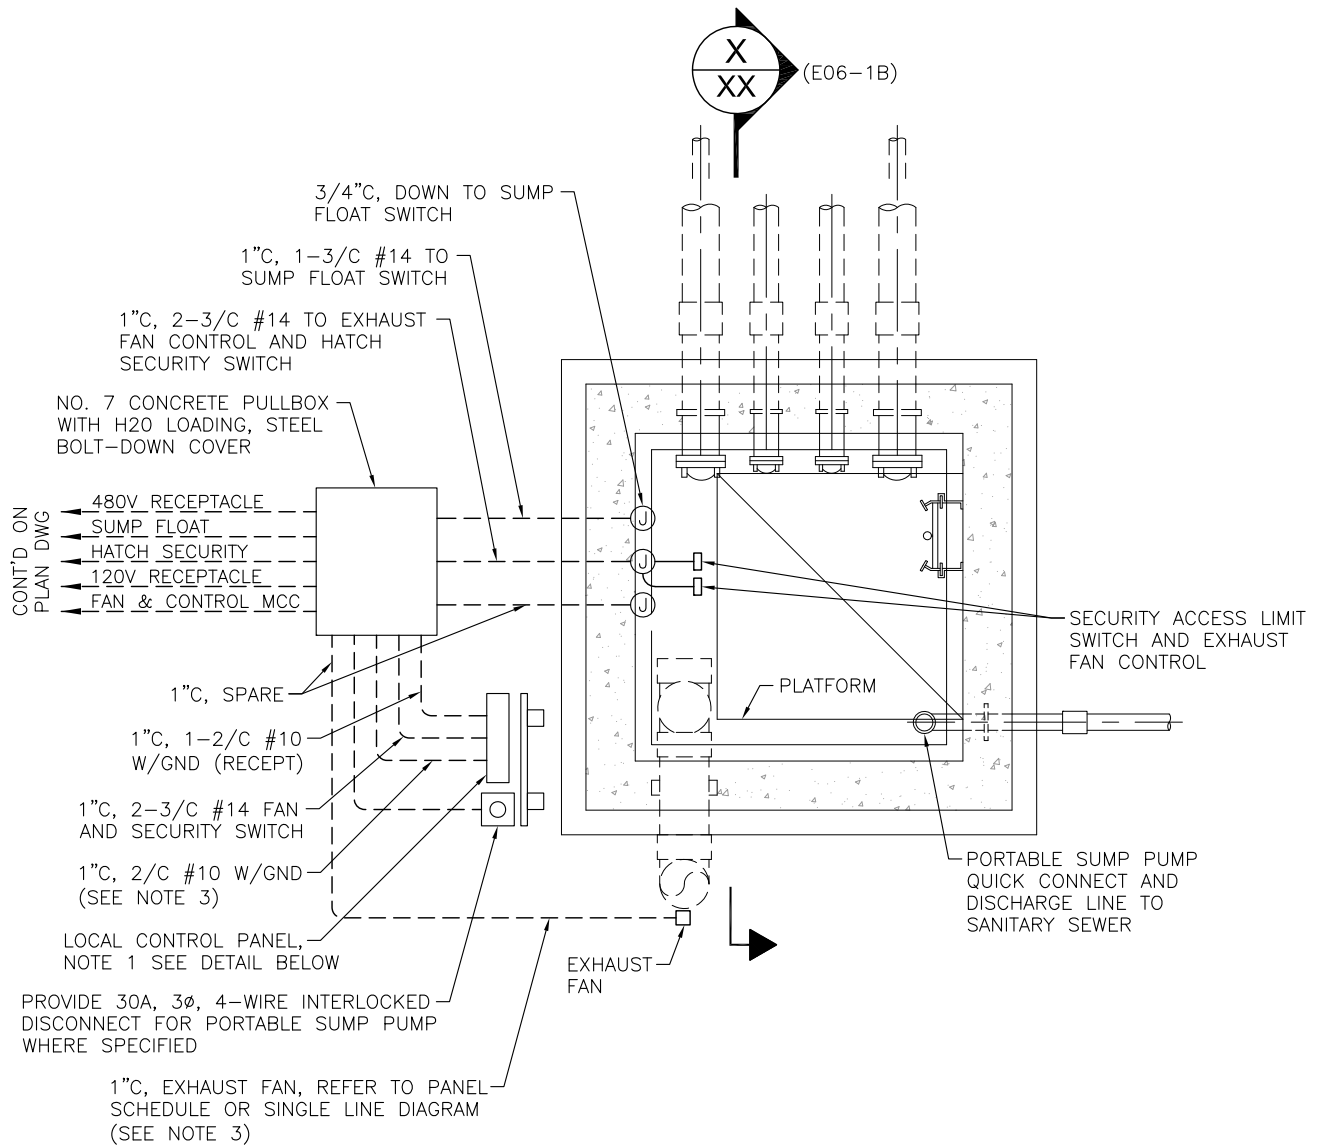 X
XX
(E06-1B)
3/4"C, DOWN TO SUMP
FLOAT SWITCH
1"C, 1-3/C #14 TO
SUMP FLOAT SWITCH
1"C, 2-3/C #14 TO EXHAUST
FAN CONTROL AND HATCH
SECURITY SWITCH
NO. 7 CONCRETE PULLBOX
WITH H20 LOADING, STEEL
BOLT-DOWN COVER
CONT'D ON
PLAN DWG
480V RECEPTACLE
SUMP FLOAT
HATCH SECURITY
120V RECEPTACLE
FAN & CONTROL MCC
J
J
J
SECURITY ACCESS LIMIT
SWITCH AND EXHAUST
FAN CONTROL
PLATFORM
1"C, SPARE
1"C, 1-2/C #10
W/GND (RECEPT)
1"C, 2-3/C #14 FAN
AND SECURITY SWITCH
1"C, 2/C #10 W/GND
(SEE NOTE 3)
LOCAL CONTROL PANEL,
NOTE 1 SEE DETAIL BELOW
PROVIDE 30A, 3ø, 4-WIRE INTERLOCKED
DISCONNECT FOR PORTABLE SUMP PUMP
WHERE SPECIFIED
1"C, EXHAUST FAN, REFER TO PANEL
SCHEDULE OR SINGLE LINE DIAGRAM
(SEE NOTE 3)
EXHAUST
FAN
PORTABLE SUMP PUMP
QUICK CONNECT AND
DISCHARGE LINE TO
SANITARY SEWER